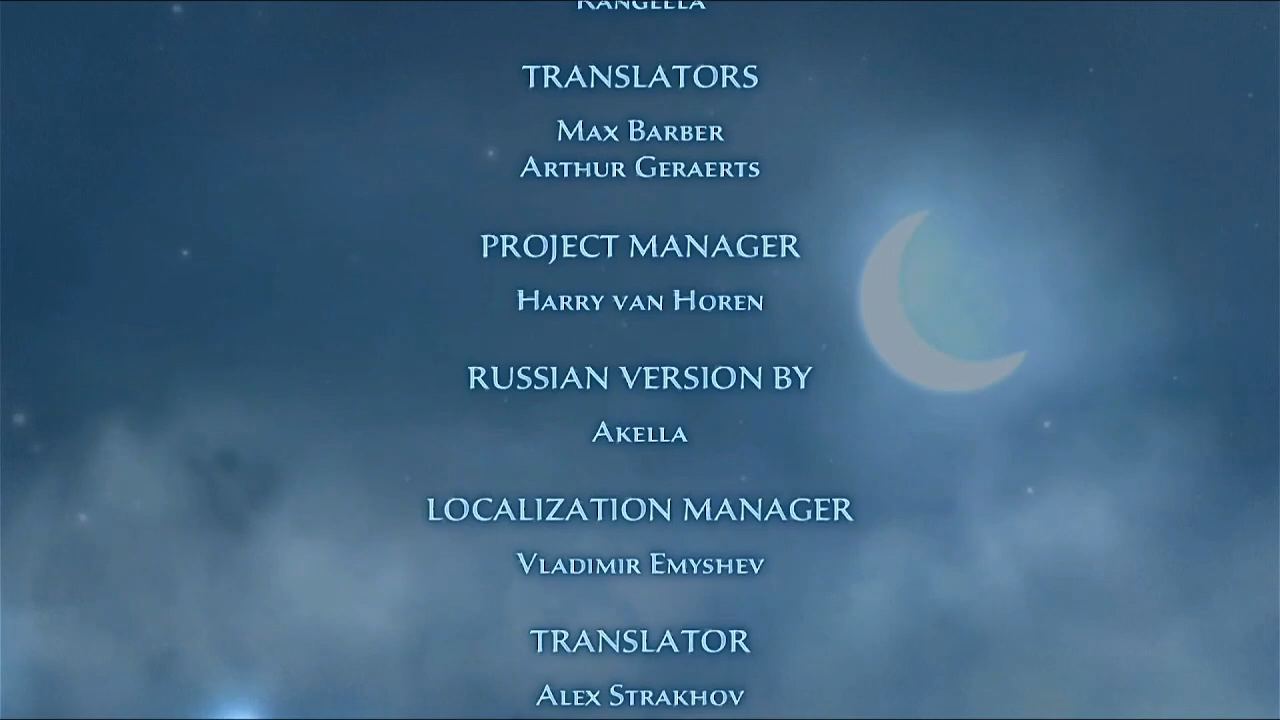 RANGEELA
TRANSLATORS
MAX BARBER
ARTHUR GERAERTS
PROJECT MANAGER
HARRY VAN HOREN
RUSSIAN VERSION BY
AKELLA
LOCALIZATION MANAGER
VLADIMIR EMYSHEV
TRANSLATOR
ALEX STRAKHOV